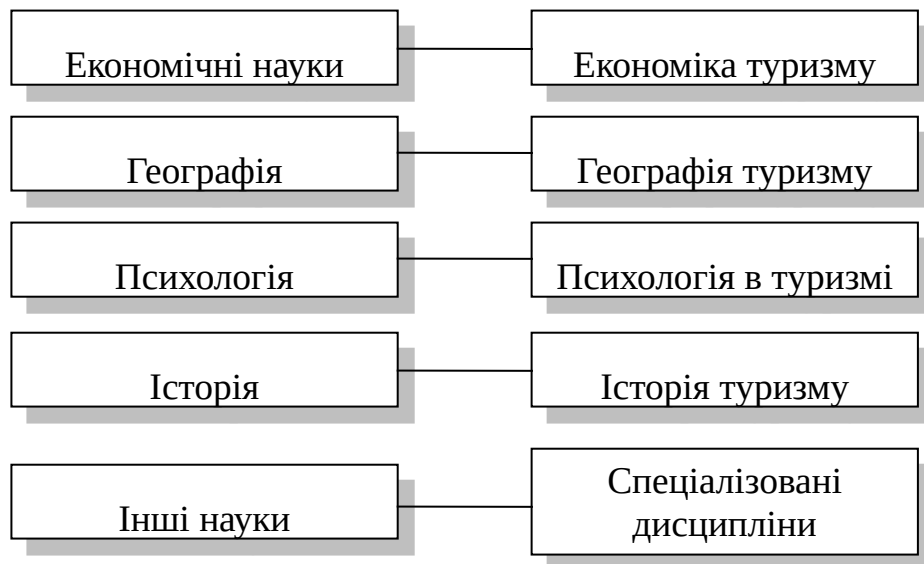 Економічні науки
Економіка туризму
Географія
Географія туризму
Психологія
Психологія в туризмі
Історія
Історія туризму
Інші науки
Спеціалізовані
дисципліни